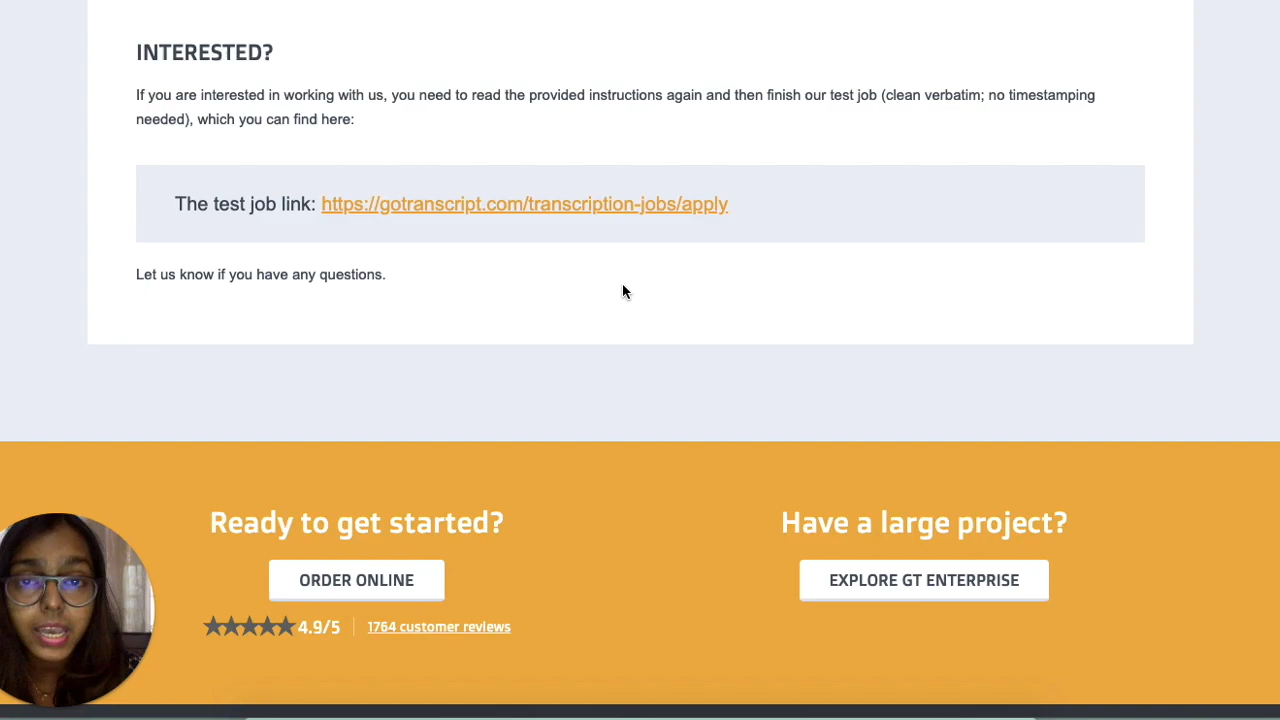 INTERESTED?
If you are interested in working with us, you need to read the provided instructions again and then finish our test job (clean verbatim; no timestamping
needed), which you can find here:
The test job link: https://gotranscript.com/transcription-jobs/apply
Let us know if you have any questions.
Ready to get started?
Have a large project?
ORDER ONLINE
EXPLORE GT ENTERPRISE
4.9/5
1764 customer reviews